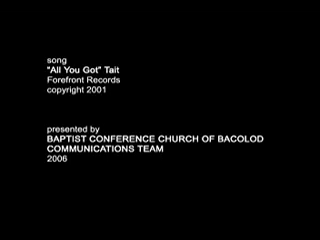 song
"All You Got" Tait
Forefront Records
copyright 2001
presented by
BAPTIST CONFERENCE CHURCH OF BACOLOD
COMMUNICATIONS TEAM
2006